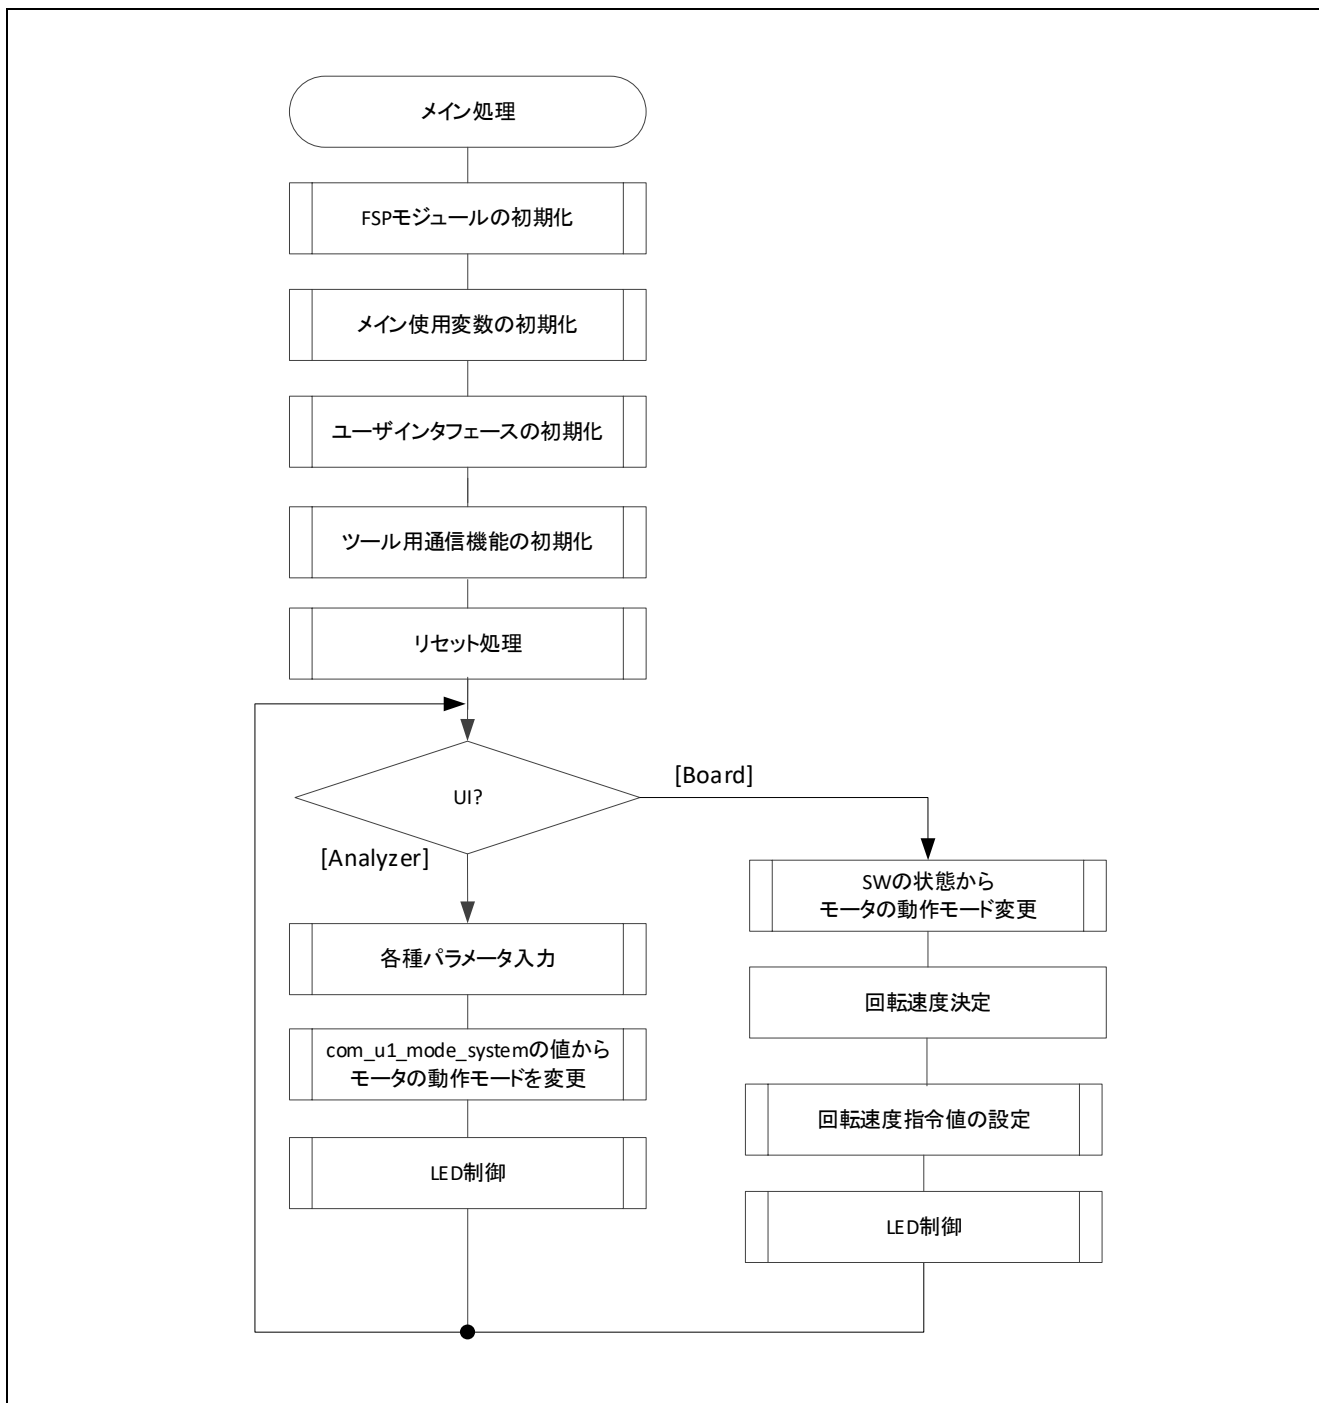 メイン処理
FSPモジュールの初期化
メイン使用変数の初期化
ユーザインタフェースの初期化
ツール用通信機能の初期化
リセット処理
UI?
[Board]
[Analyzer]
各種パラメータ入力
com_u1_mode_systemの値から
モータの動作モードを変更
LED制御
SWの状態から
モータの動作モード変更
回転速度決定
回転速度指令値の設定
LED制御